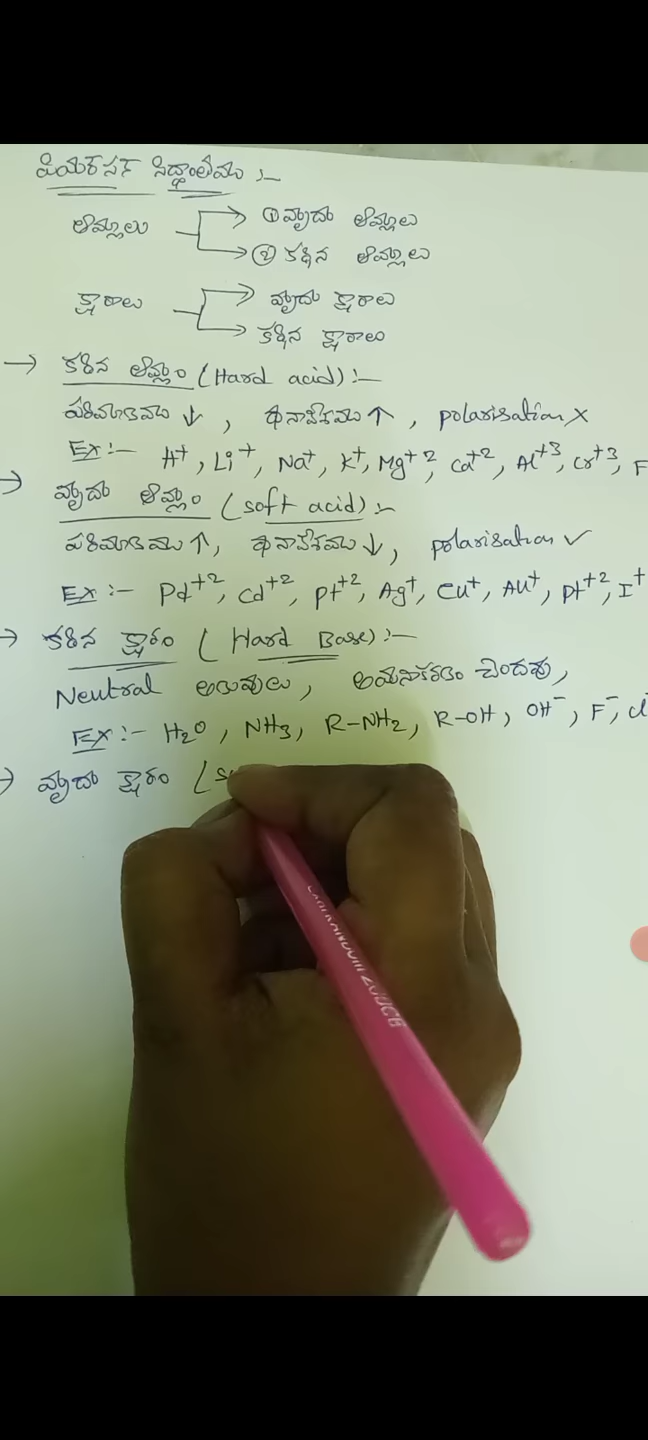 పియర్ సన్ సిద్ధాంతము :-
ఆమ్లాలు → ① మృదు ఆమ్లాలు
→ ② కఠిన ఆమ్లాలు
క్షారాలు → మృదు క్షారాలు
→ కఠిన క్షారాలు
→ కఠిన ఆమ్లం (Hard acid) :-
పరిమాణము ↓, ధనావేశము ↑, polarisation ×
Ex :- H⁺, Li⁺, Na⁺, K⁺, Mg⁺², Ca⁺², Al⁺³, Cr⁺³, F
→ మృదు ఆమ్లం (soft acid) :-
పరిమాణము ↑, ధనావేశము ↓, polarisation ✓
Ex :- Pd⁺², Cd⁺², Pt⁺², Ag⁺, Cu⁺, Au⁺, Pt⁺², I⁺
→ కఠిన క్షారం (Hard Base) :-
Neutral అణువులు, అయనీకరణం చెందవు,
Ex :- H₂O, NH₃, R-NH₂, R-OH, OH⁻, F⁻, Cl⁻
→ మృదు క్షారం (s